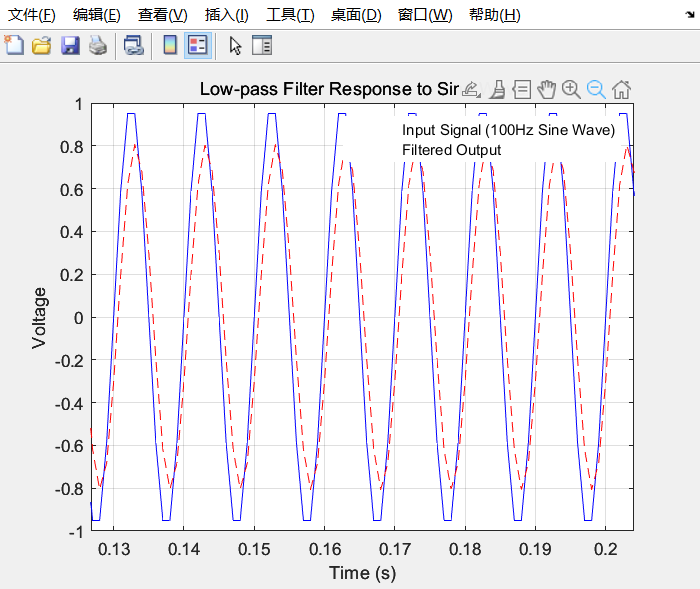 文件(F) 编辑(E) 查看(V) 插入(I) 工具(T) 桌面(D) 窗口(W) 帮助(H)
Low-pass Filter Response to Sir
Input Signal (100Hz Sine Wave)
Filtered Output
1
0.8
0.6
0.4
0.2
0
-0.2
-0.4
-0.6
-0.8
-1
Voltage
0.13 0.14 0.15 0.16 0.17 0.18 0.19 0.2
Time (s)